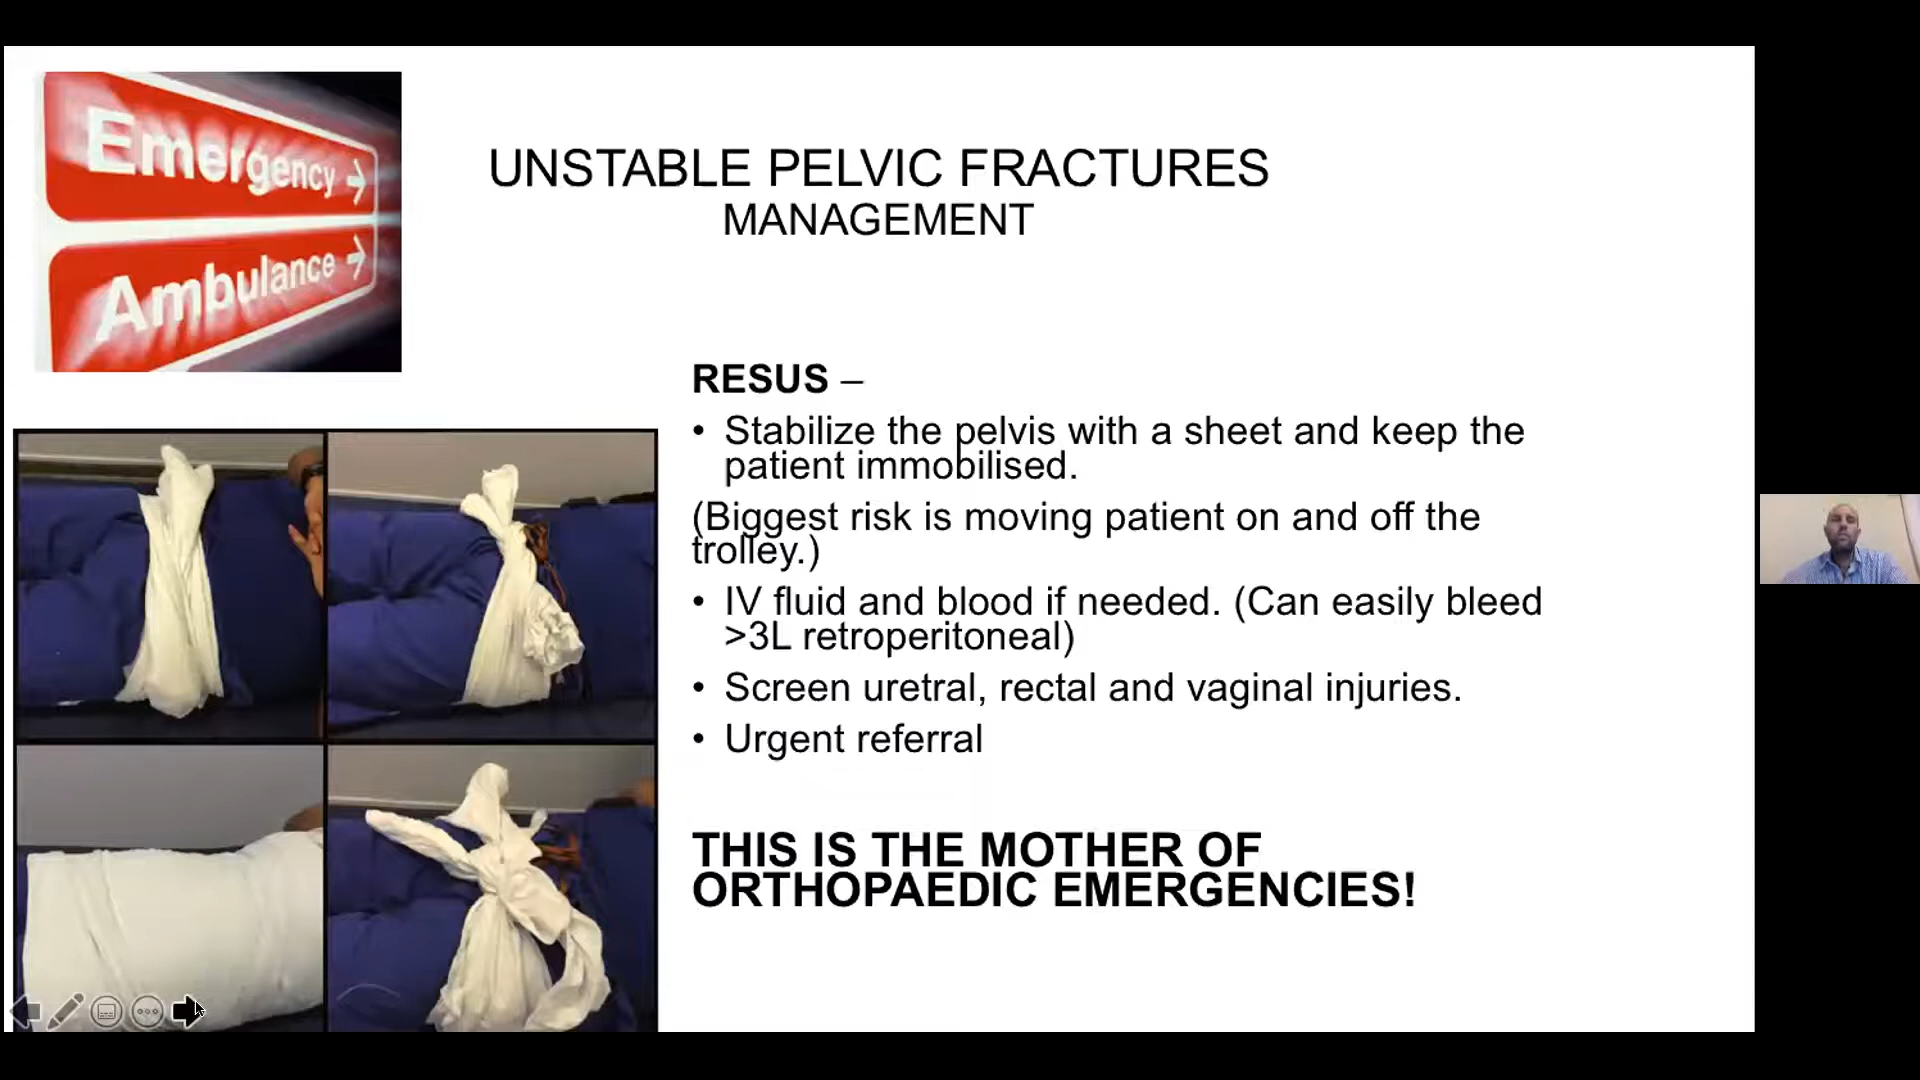 Emergency →
Ambulance →
UNSTABLE PELVIC FRACTURES
MANAGEMENT
RESUS –
• Stabilize the pelvis with a sheet and keep the
patient immobilised.
(Biggest risk is moving patient on and off the
trolley.)
• IV fluid and blood if needed. (Can easily bleed
>3L retroperitoneal)
• Screen uretral, rectal and vaginal injuries.
• Urgent referral
THIS IS THE MOTHER OF
ORTHOPAEDIC EMERGENCIES!